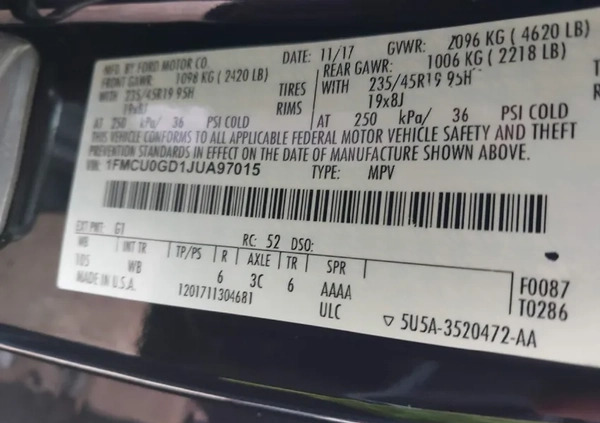 MFD. BY FORD MOTOR CO. DATE: 11/17 GVWR: 2096 KG ( 4620 LB)
FRONT GAWR: 1098 KG ( 2420 LB) REAR GAWR: 1006 KG ( 2218 LB)
WITH 235/45R19 95H TIRES WITH 235/45R19 95H
19x8J RIMS 19x8J
AT 250 kPa/ 36 PSI COLD AT 250 kPa/ 36 PSI COLD
THIS VEHICLE CONFORMS TO ALL APPLICABLE FEDERAL MOTOR VEHICLE SAFETY AND THEFT
PREVENTION STANDARDS IN EFFECT ON THE DATE OF MANUFACTURE SHOWN ABOVE.
VIN: 1FMCU0GD1JUA97015 TYPE: MPV
EXT PNT: G1 RC: 52 DSO:
WB INT TR TP/PS R AXLE TR SPR
105 WB 6 3C 6 AAAA F0087
MADE IN U.S.A. 1201711304681 ULC T0286
▽ 5U5A-3520472-AA